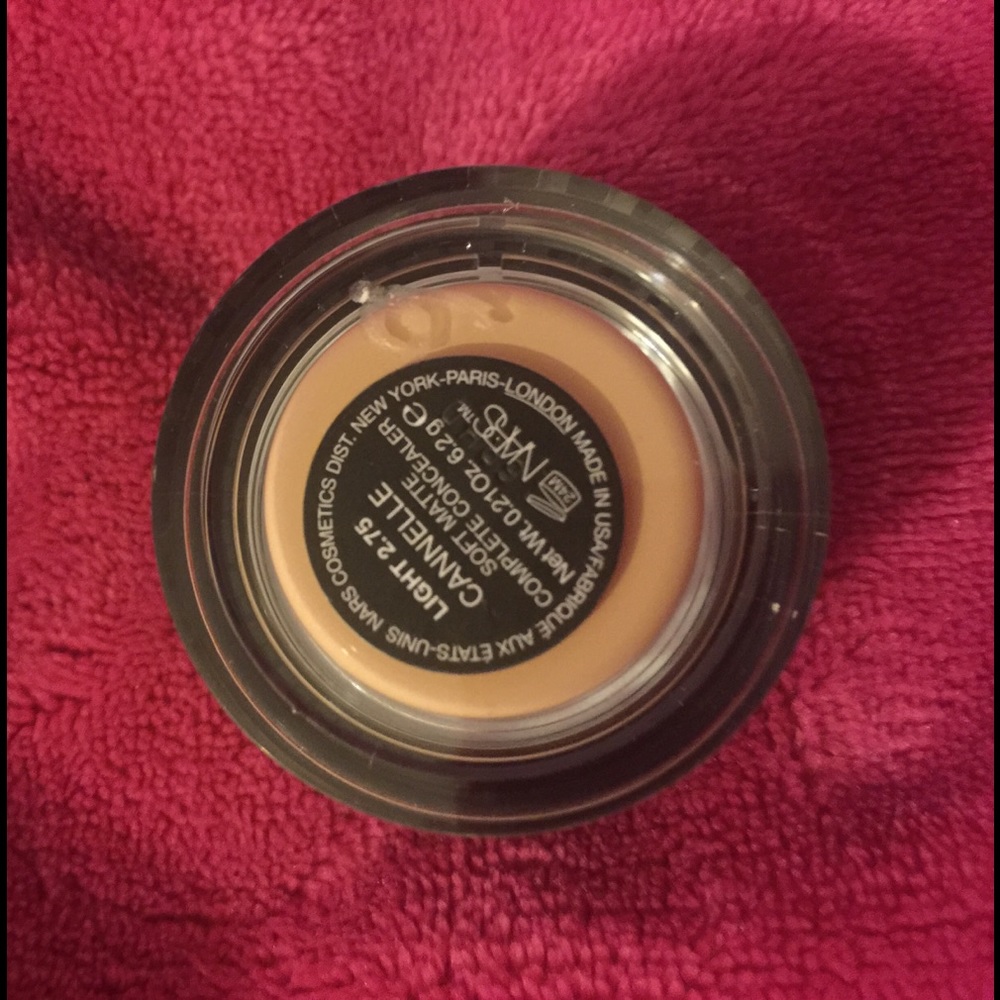 LIGHT 2.75
CANNELLE
SOFT MATTE
COMPLETE CONCEALER
Net Wt. 0.21 Oz 6.2 g ℮
24M NARS™
NARS COSMETICS DIST. NEW YORK-PARIS-LONDON MADE IN USA/FABRIQUÉ AUX ÉTATS-UNIS